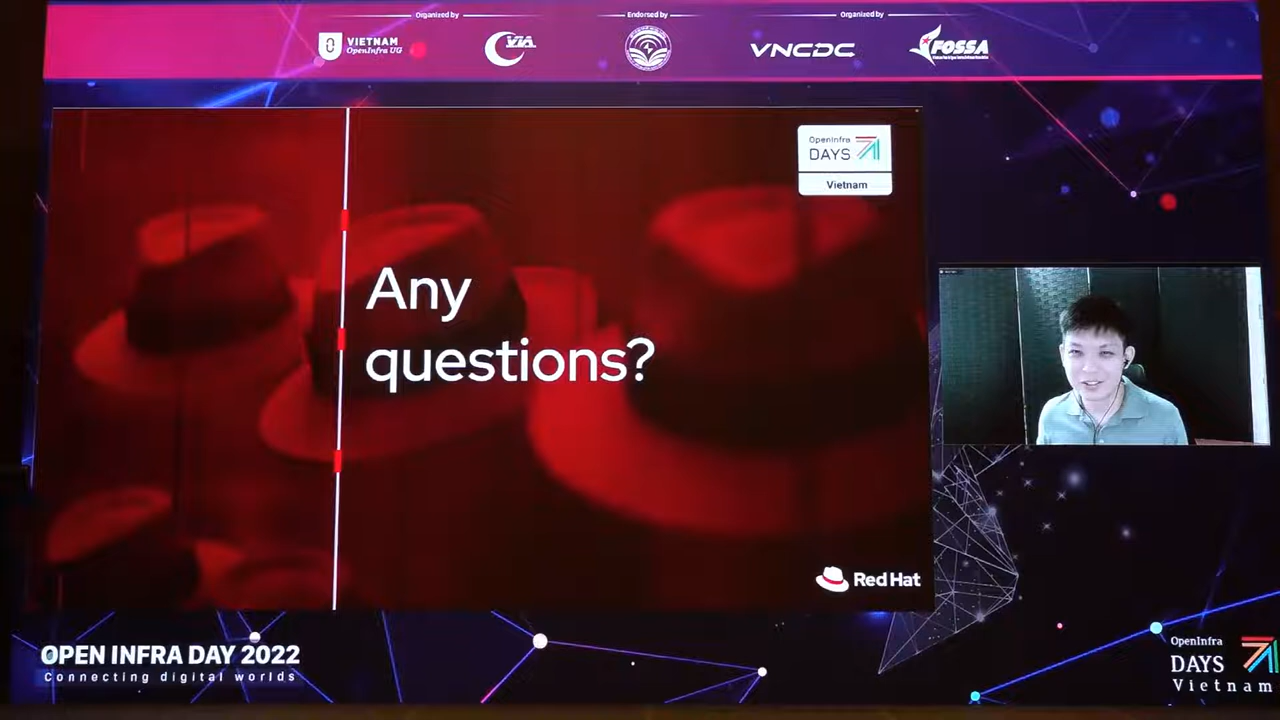 Organized by
Endorsed by
Organized by
VIETNAM
OpenInfra UG
VIA
VNCDC
FOSSA
OpenInfra
DAYS
Vietnam
Any
questions?
Red Hat
OPEN INFRA DAY 2022
Connecting digital worlds
OpenInfra
DAYS
Vietnam